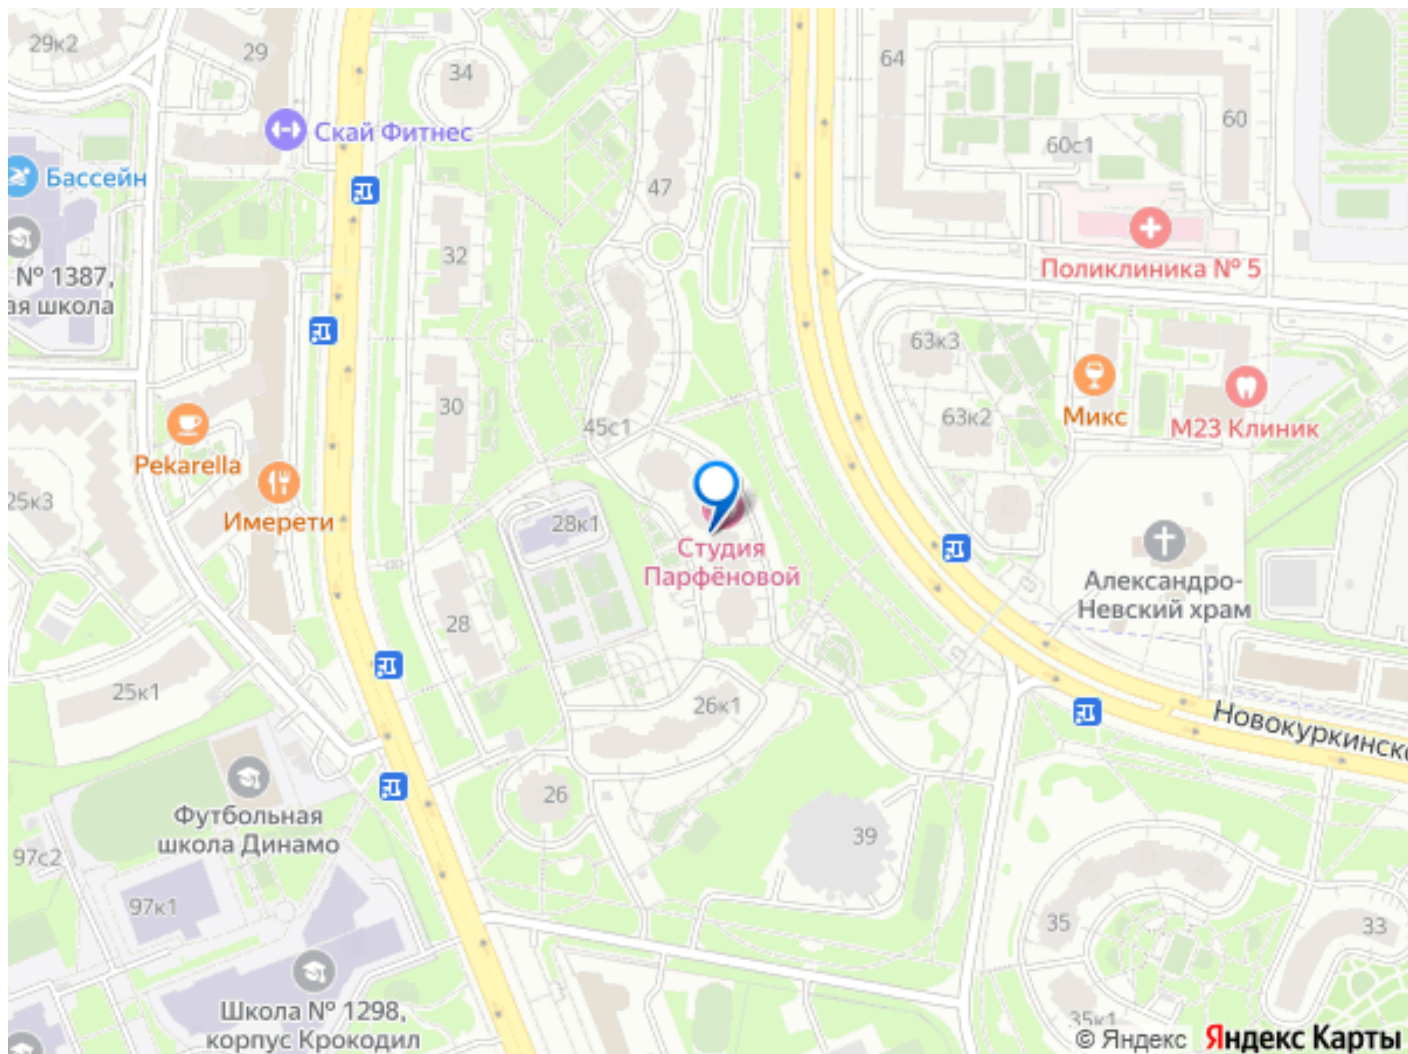 29к2
29
34
64
60
60с1
Скай Фитнес
Бассейн
47
32
№ 1387,
ая школа
Поликлиника № 5
63к3
63к2
Микс
М23 Клиник
30
45с1
Pekarella
Имерети
25к3
28к1
Студия
Парфёновой
Александро-
Невский храм
28
25к1
26к1
Новокуркинско
26
39
Футбольная
школа Динамо
97с2
97к1
35
33
Школа № 1298,
корпус Крокодил
35к1
© Яндекс Яндекс Карты